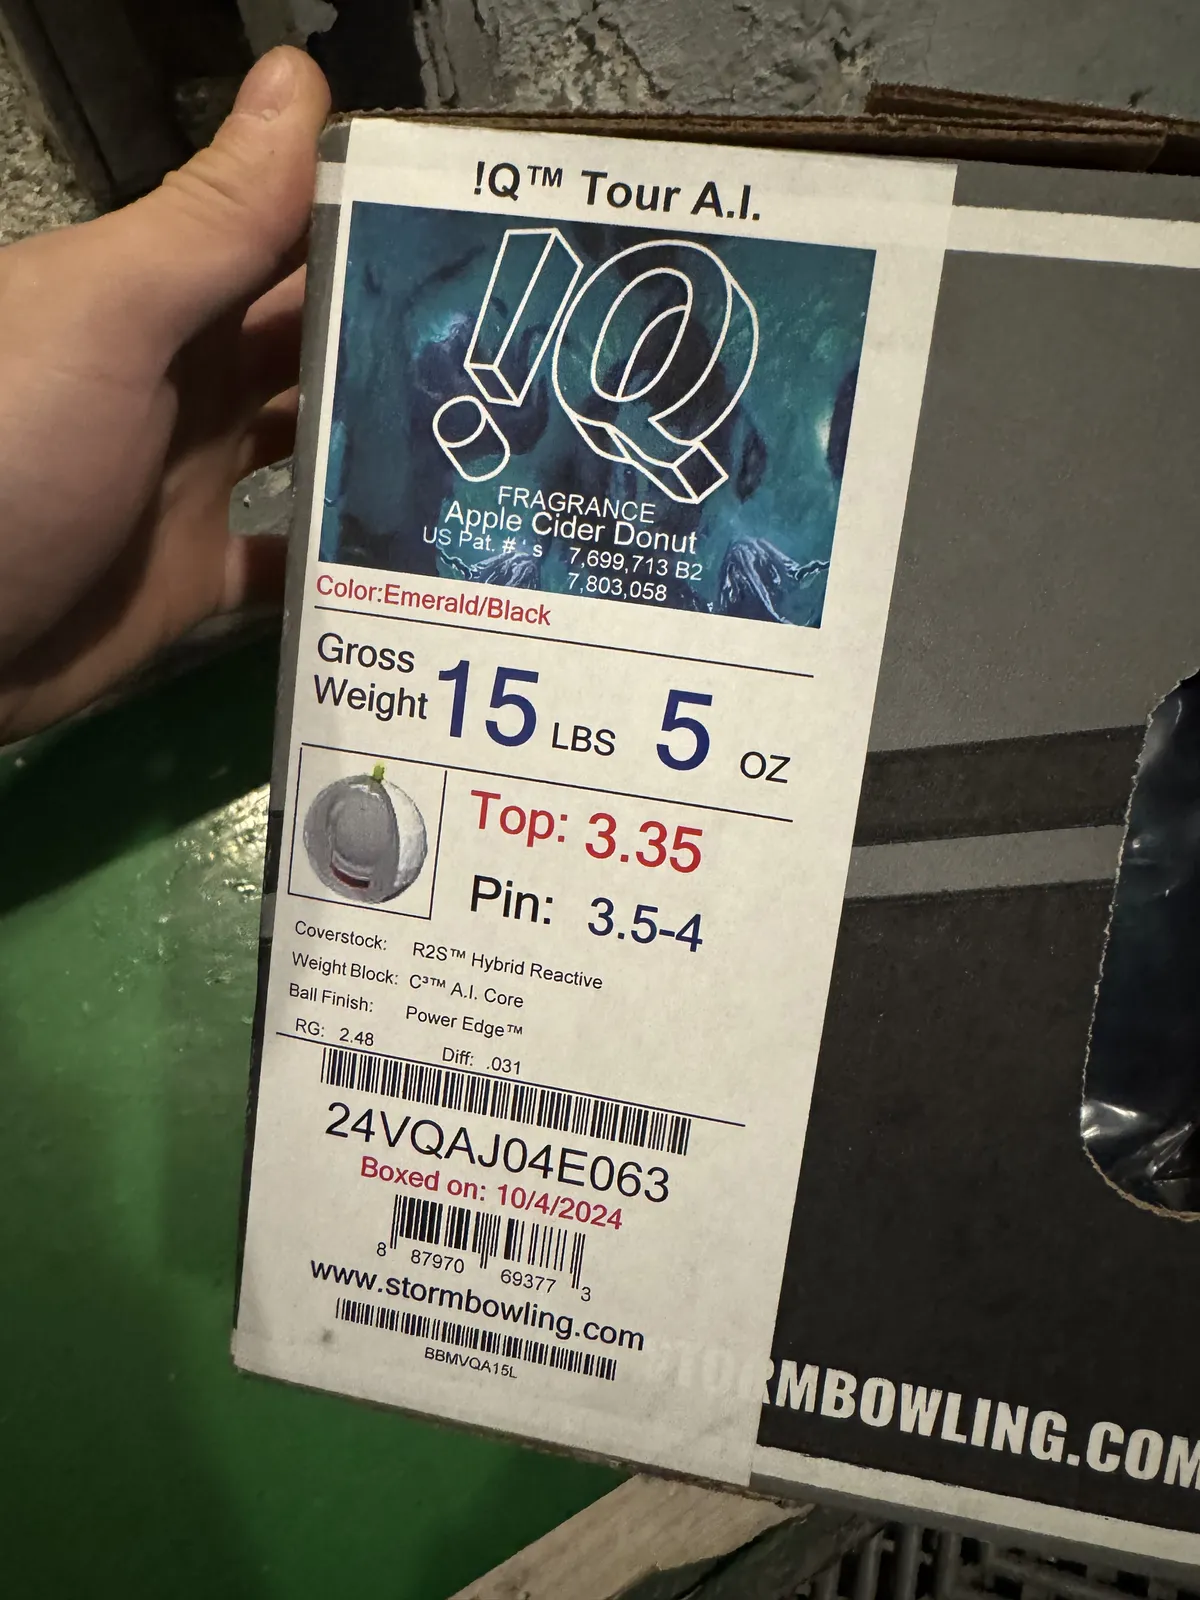 !Q™ Tour A.I.
!Q
FRAGRANCE
Apple Cider Donut
US Pat. #'s 7,699,713 B2
7,803,058
Color:Emerald/Black
Gross
Weight 15 LBS 5 OZ
Top: 3.35
Pin: 3.5-4
Coverstock: R2S™ Hybrid Reactive
Weight Block: C³™ A.I. Core
Ball Finish: Power Edge™
RG: 2.48 Diff: .031
24VQAJ04E063
Boxed on: 10/4/2024
8 87970 69377 3
www.stormbowling.com
BBMVQA15L
STORMBOWLING.COM